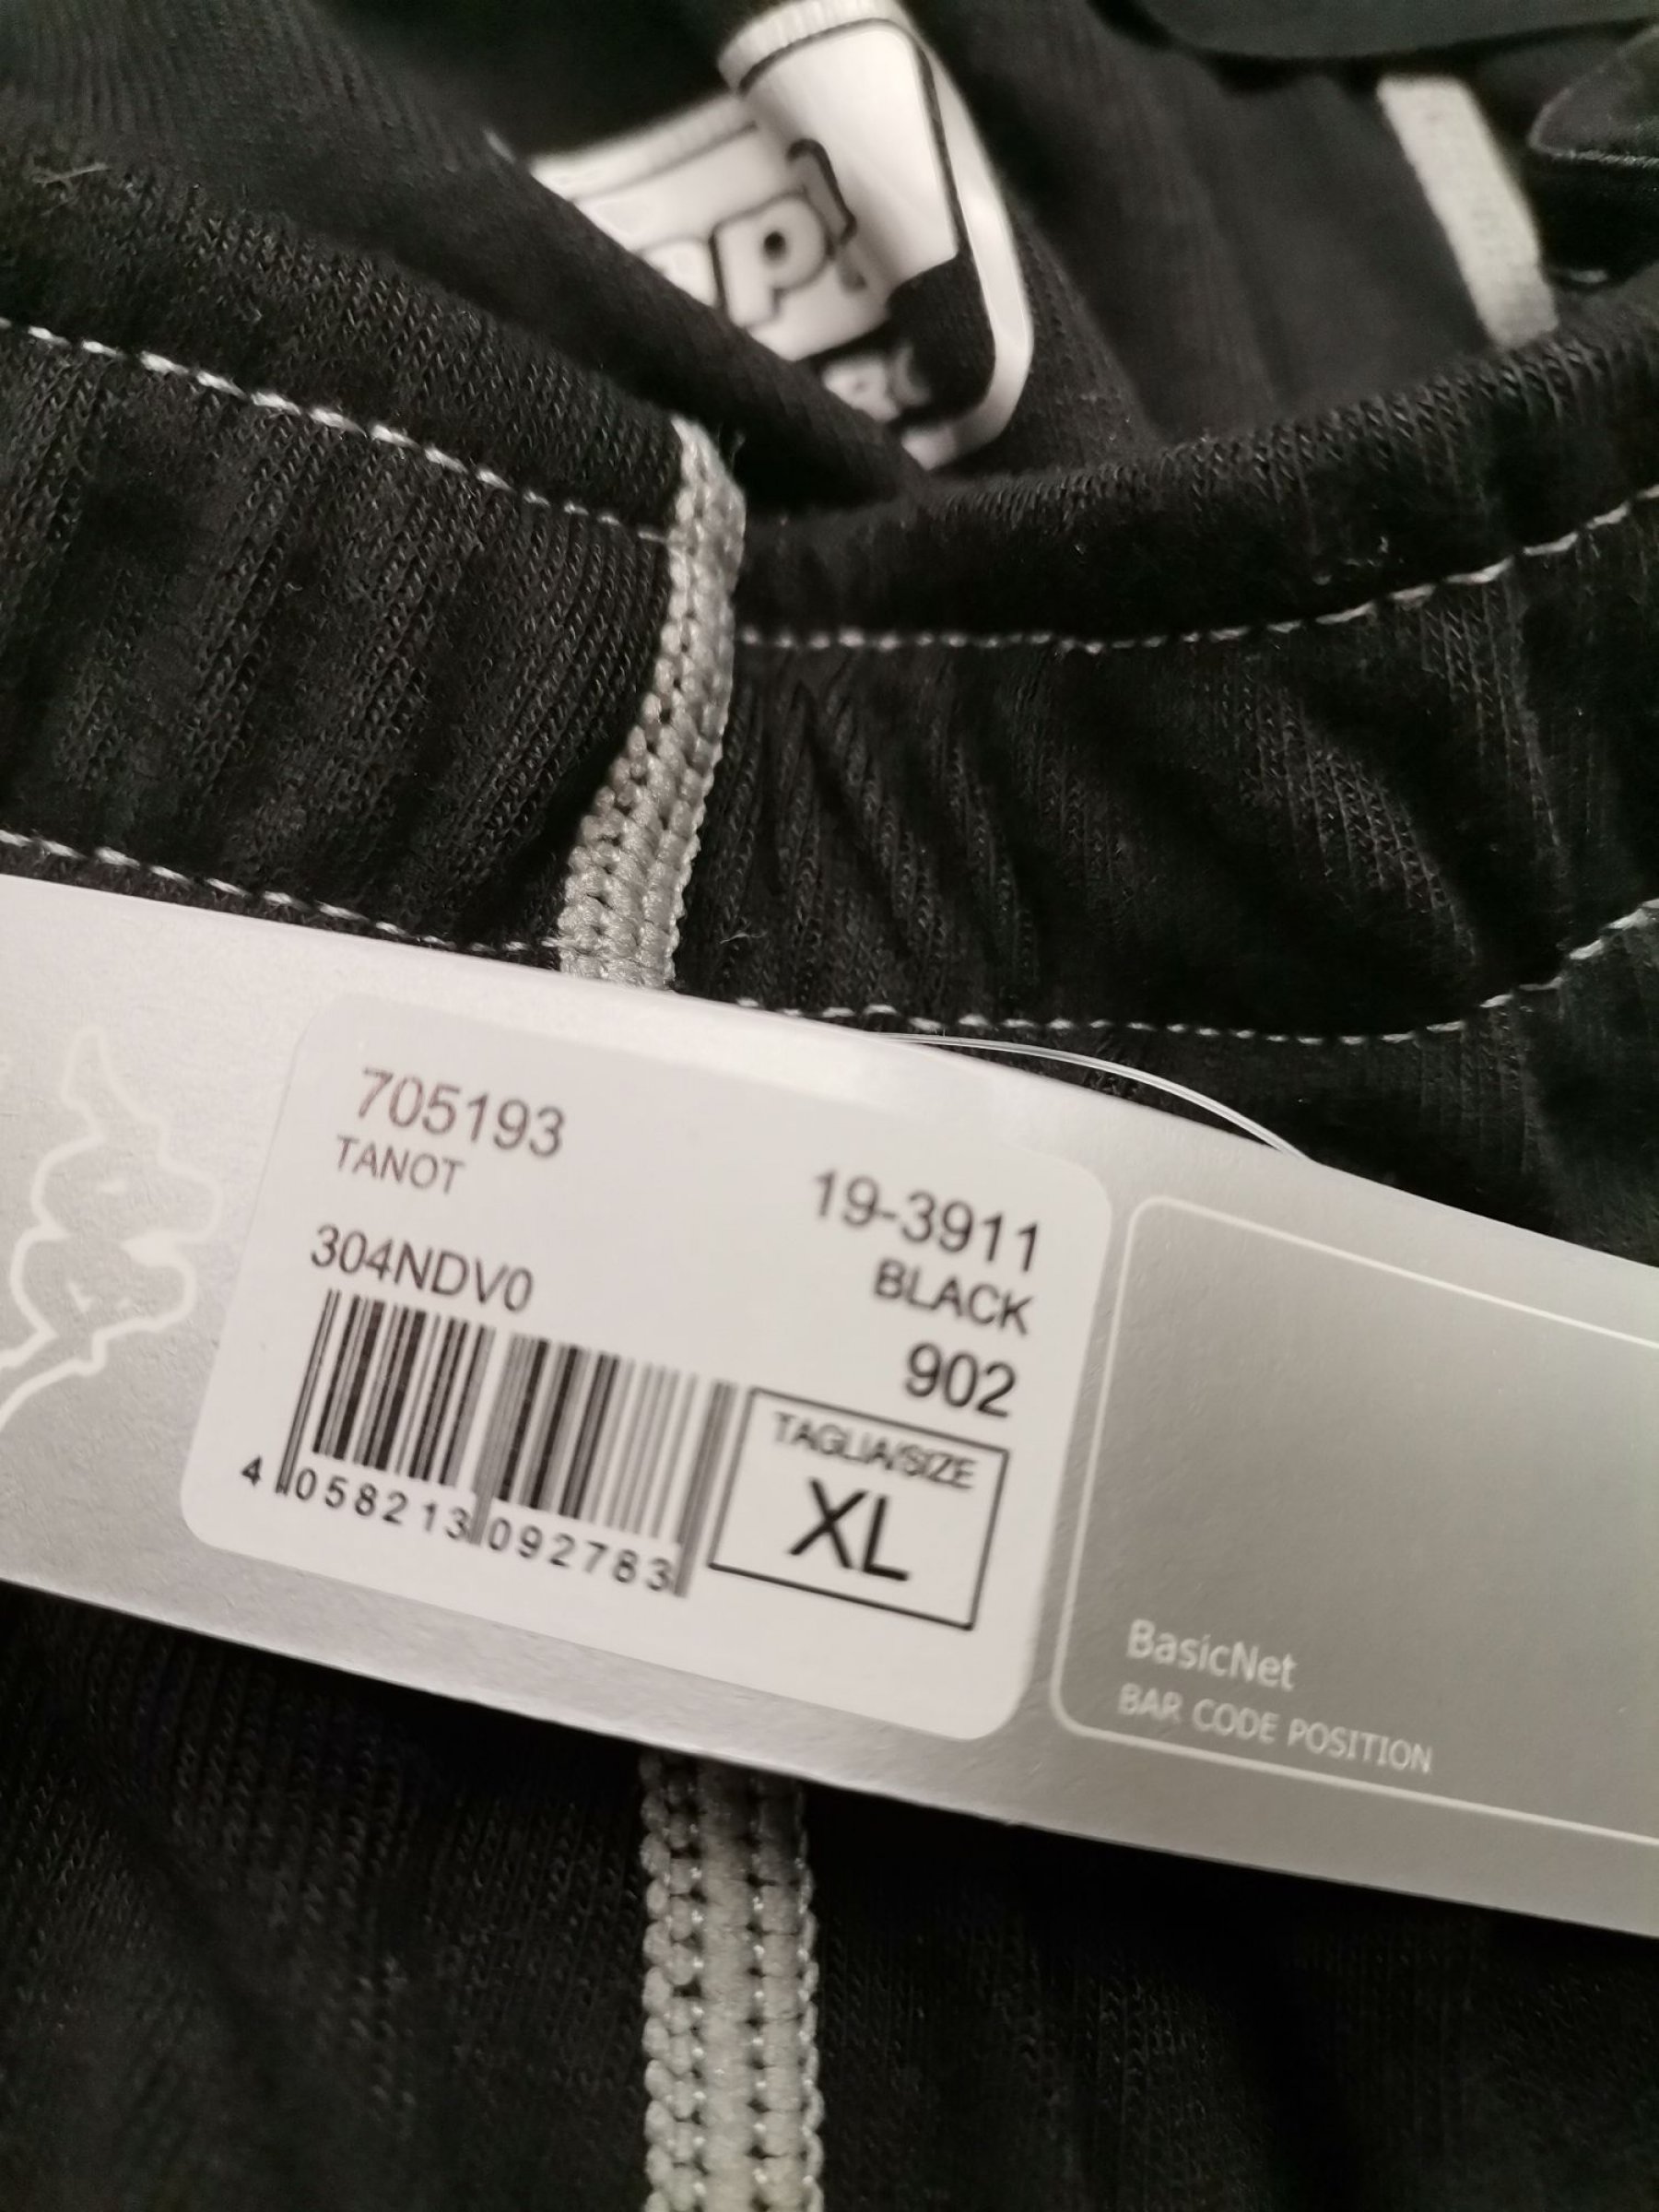 705193
TANOT
19-3911
304NDV0
BLACK
902
TAGLIA/SIZE
XL
4 058213 092783
BasicNet
BAR CODE POSITION